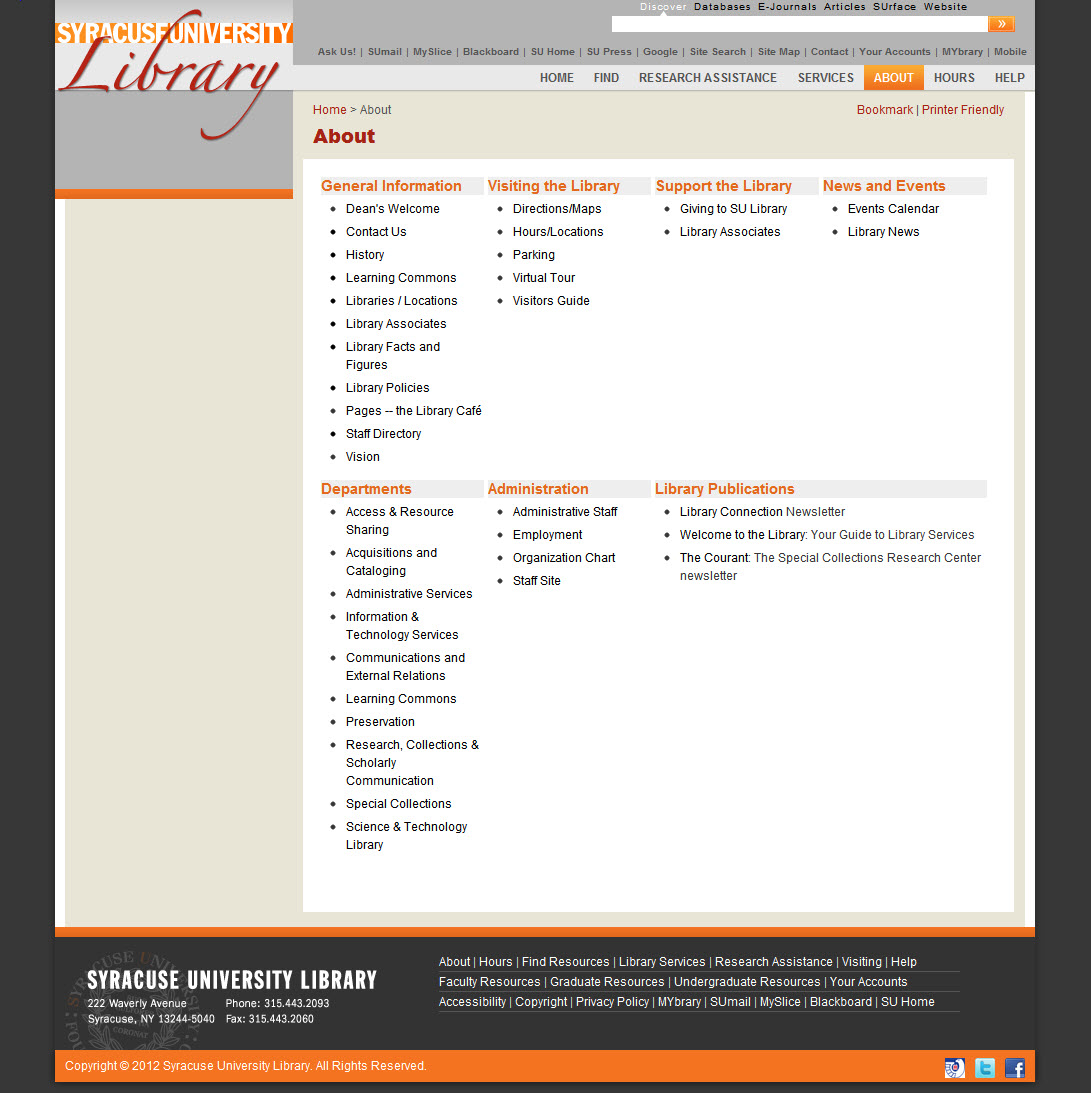 SYRACUSE UNIVERSITY
Library
Discover Databases E-Journals Articles SUrface Website
»
Ask Us! | SUmail | MySlice | Blackboard | SU Home | SU Press | Google | Site Search | Site Map | Contact | Your Accounts | MYbrary | Mobile
HOME FIND RESEARCH ASSISTANCE SERVICES ABOUT HOURS HELP
Home > About
Bookmark | Printer Friendly
About
General Information
Dean's Welcome
Contact Us
History
Learning Commons
Libraries / Locations
Library Associates
Library Facts and
Figures
Library Policies
Pages -- the Library Café
Staff Directory
Vision
Visiting the Library
Directions/Maps
Hours/Locations
Parking
Virtual Tour
Visitors Guide
Support the Library
Giving to SU Library
Library Associates
News and Events
Events Calendar
Library News
Departments
Access & Resource
Sharing
Acquisitions and
Cataloging
Administrative Services
Information &
Technology Services
Communications and
External Relations
Learning Commons
Preservation
Research, Collections &
Scholarly
Communication
Special Collections
Science & Technology
Library
Administration
Administrative Staff
Employment
Organization Chart
Staff Site
Library Publications
Library Connection Newsletter
Welcome to the Library: Your Guide to Library Services
The Courant: The Special Collections Research Center
newsletter
SYRACUSE UNIVERSITY LIBRARY
222 Waverly Avenue Phone: 315.443.2093
Syracuse, NY 13244-5040 Fax: 315.443.2060
About | Hours | Find Resources | Library Services | Research Assistance | Visiting | Help
Faculty Resources | Graduate Resources | Undergraduate Resources | Your Accounts
Accessibility | Copyright | Privacy Policy | MYbrary | SUmail | MySlice | Blackboard | SU Home
Copyright © 2012 Syracuse University Library. All Rights Reserved.
t
f